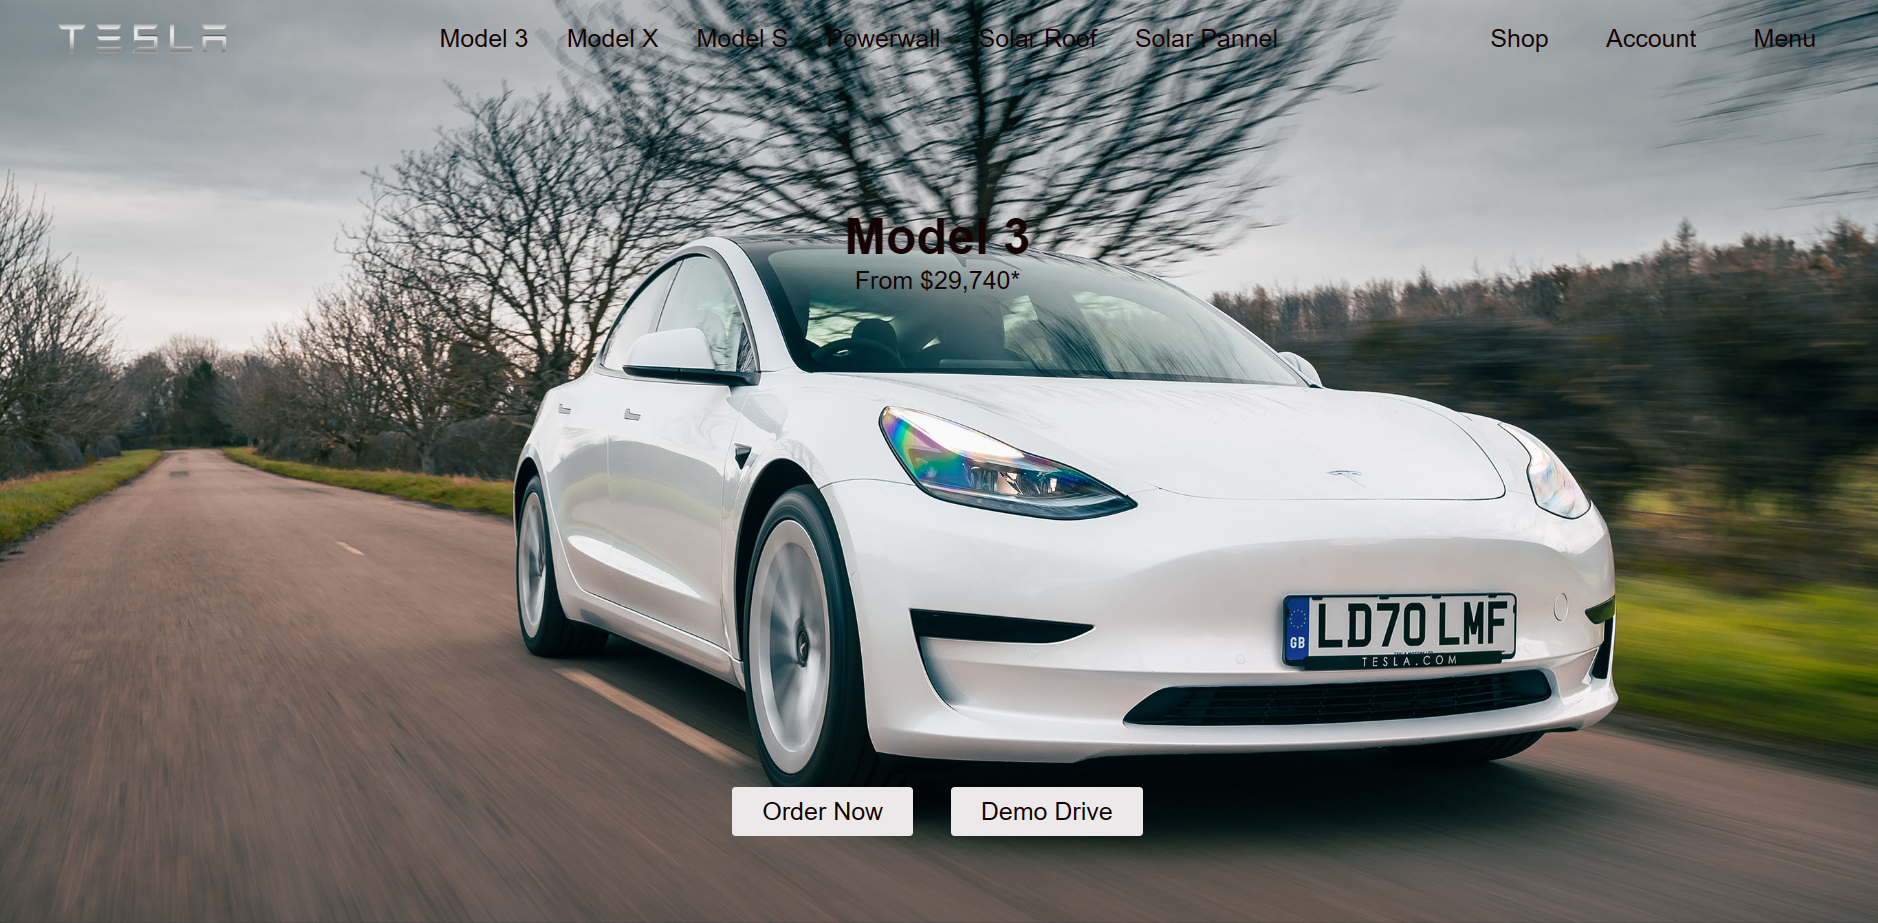 TESLA
Model 3 Model X Model S Powerwall Solar Roof Solar Pannel
Shop Account Menu
Model 3
From $29,740*
GB LD70 LMF
TESLA.COM
Order Now Demo Drive